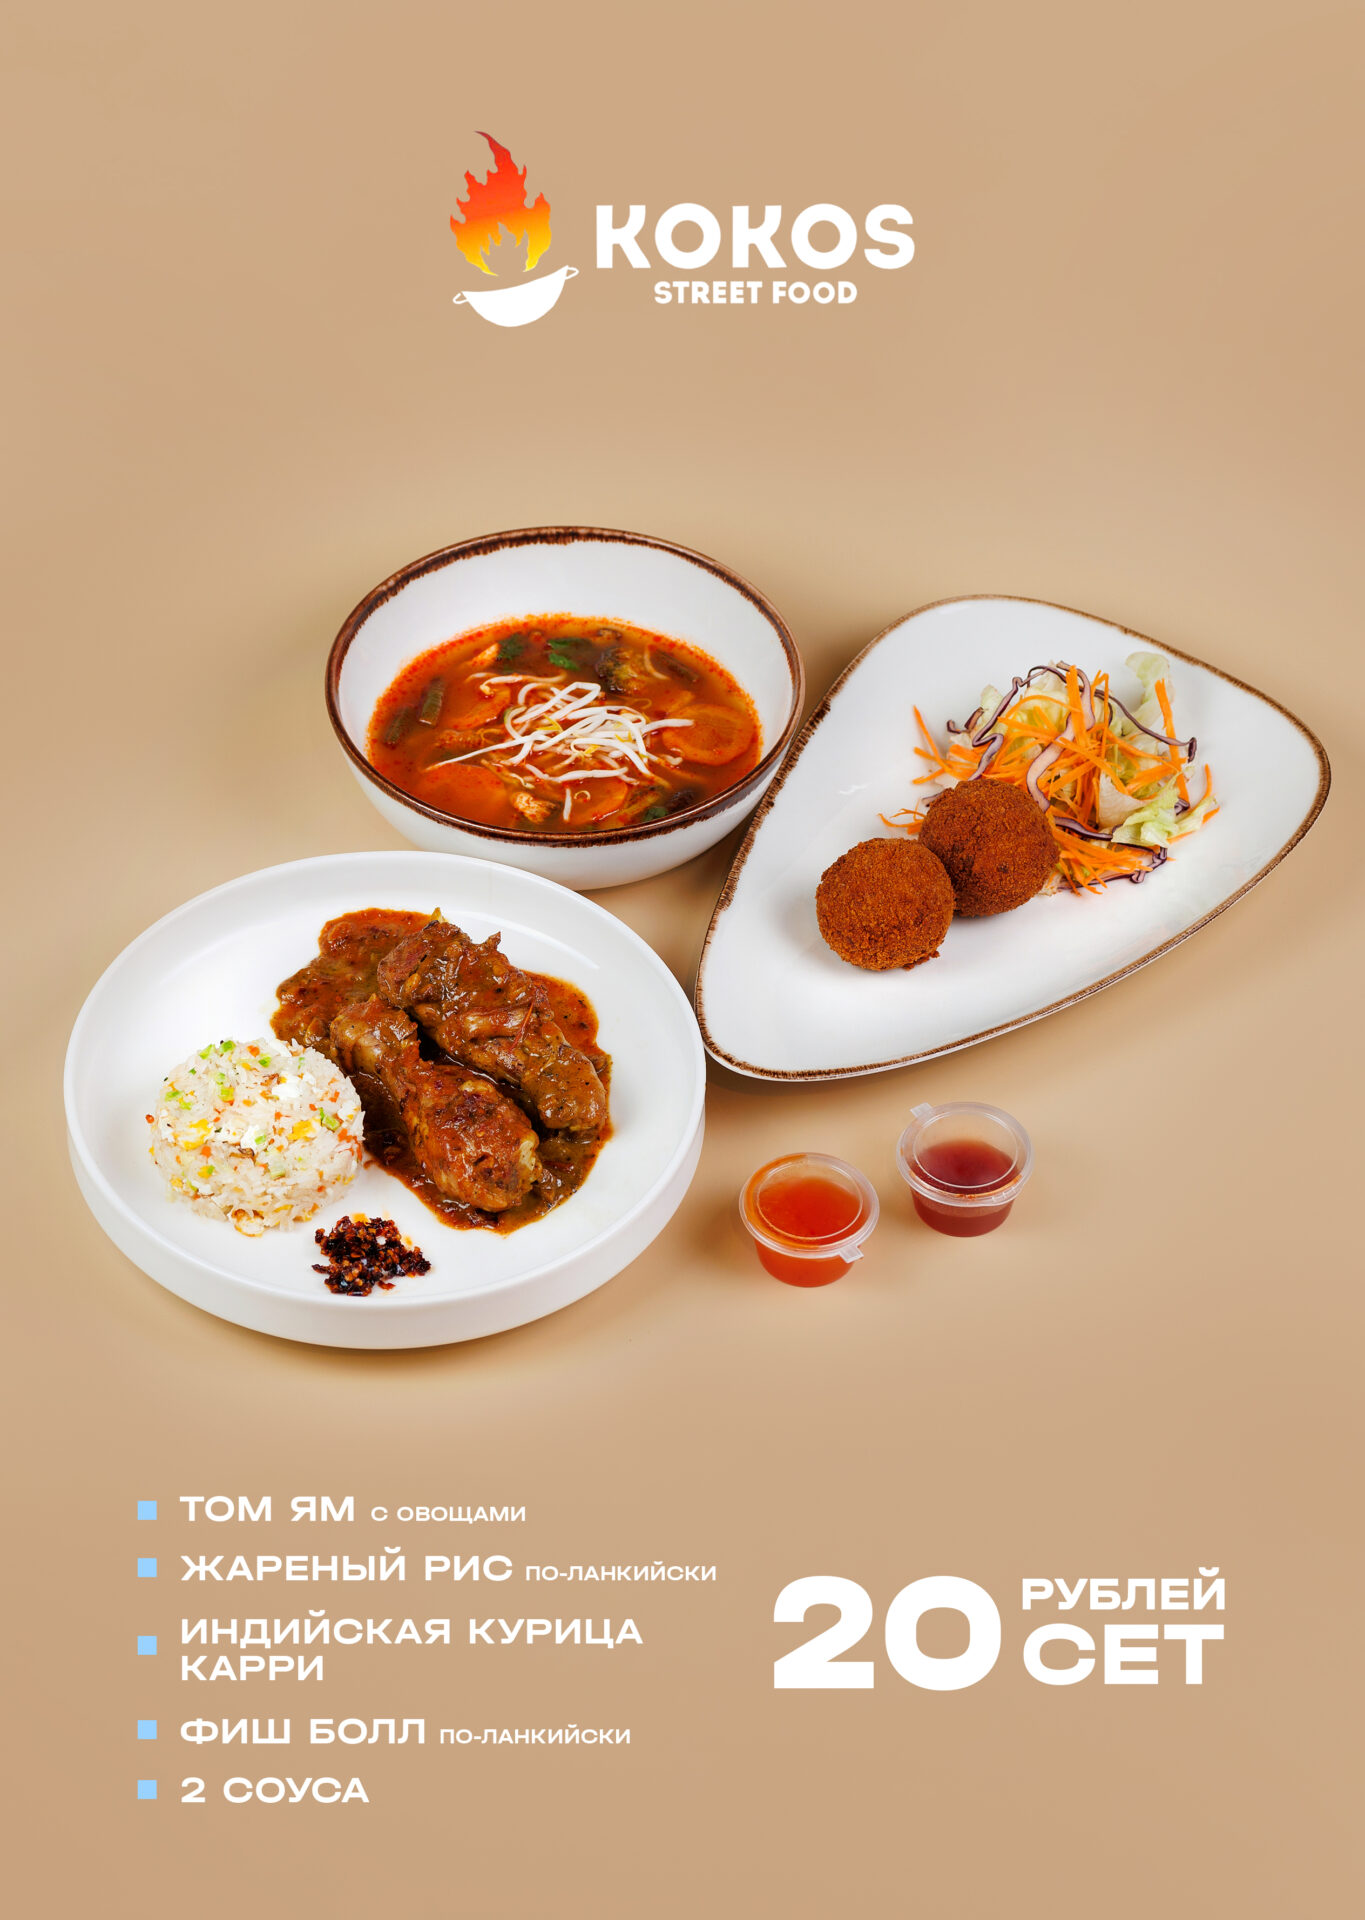 KOKOS
STREET FOOD
ТОМ ЯМ С ОВОЩАМИ
ЖАРЕНЫЙ РИС ПО-ЛАНКИЙСКИ
ИНДИЙСКАЯ КУРИЦА
КАРРИ
ФИШ БОЛЛ ПО-ЛАНКИЙСКИ
2 СОУСА
20 РУБЛЕЙ
СЕТ